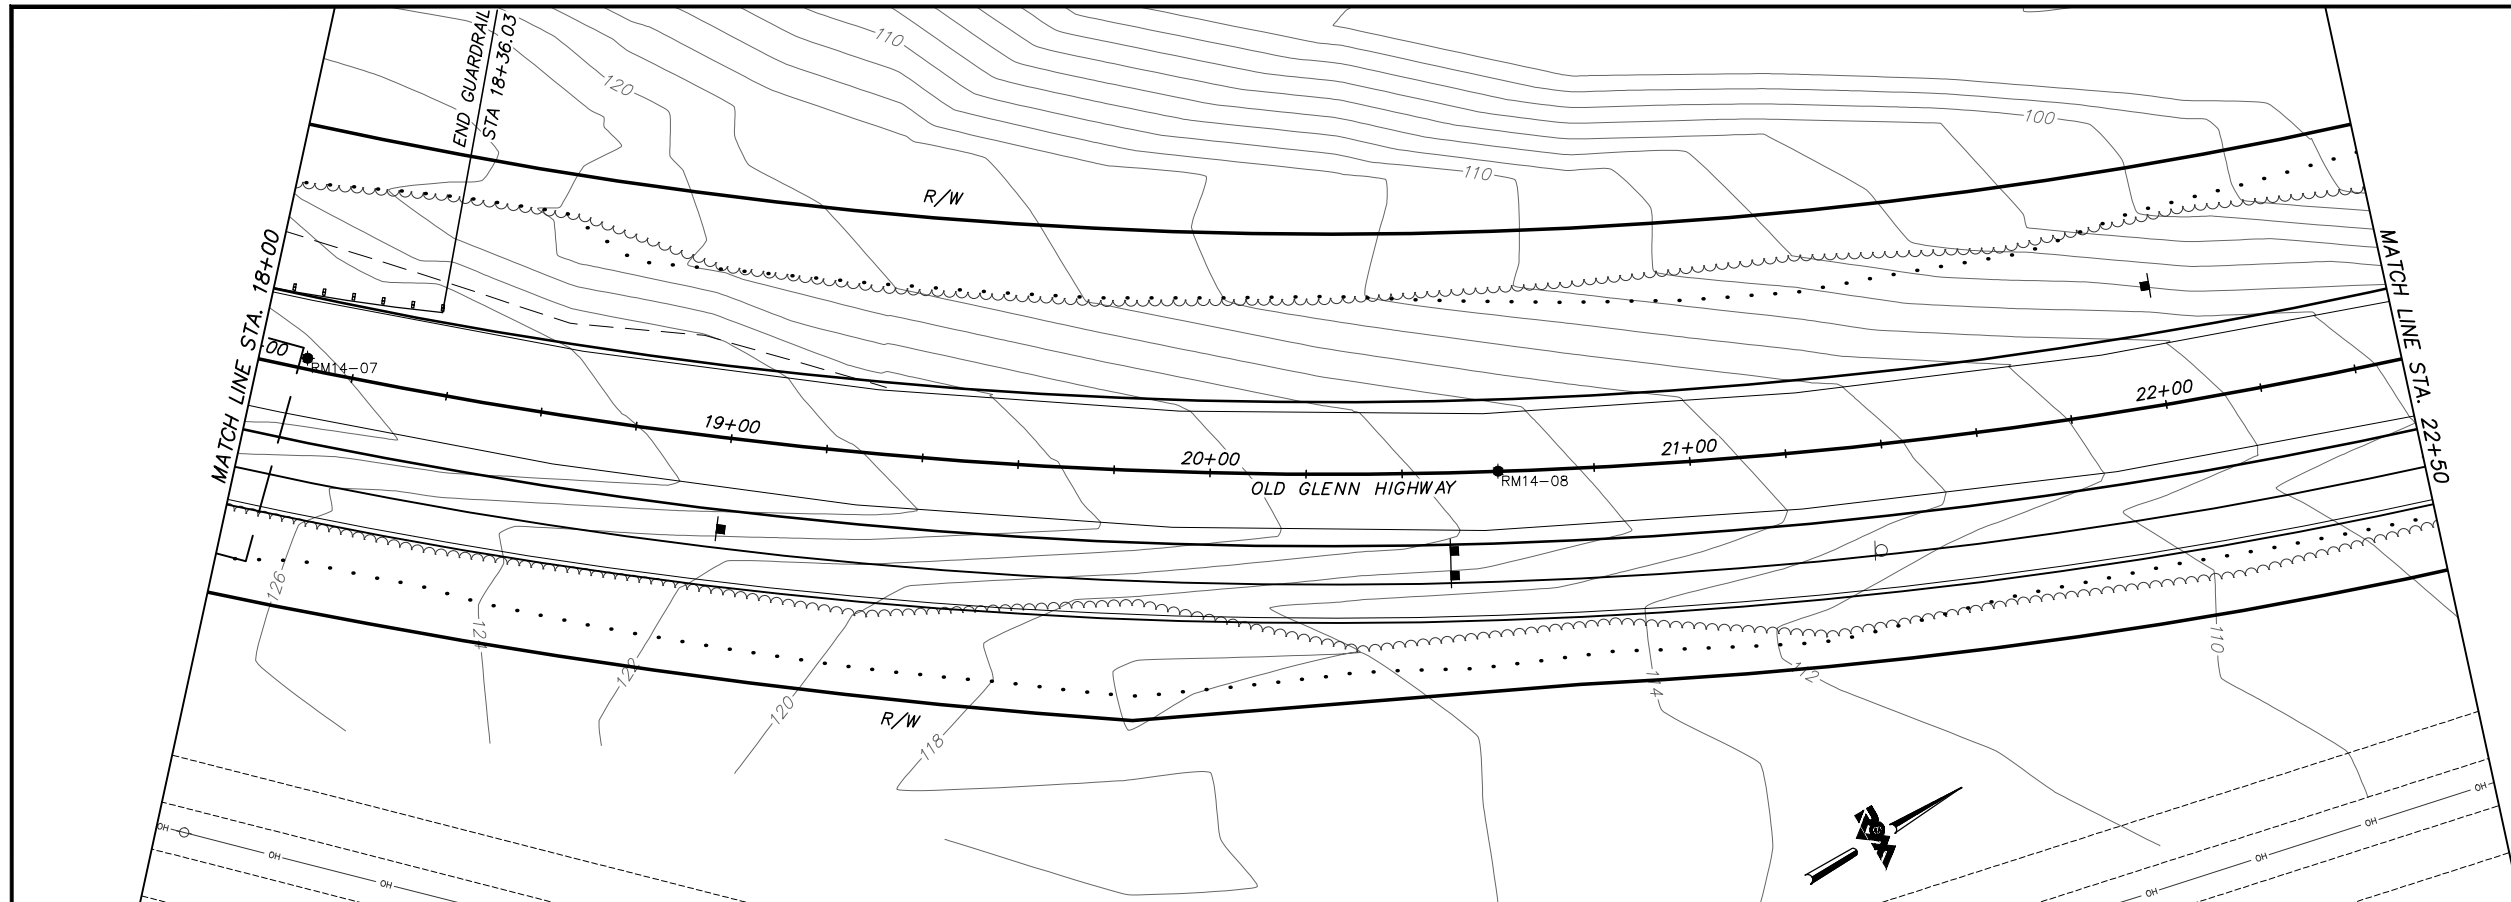 END GUARDRAIL
STA 18+36.03
110
120
100
110
R/W
MATCH LINE STA. 18+00
MATCH LINE STA. 22+50
00
RM14-07
19+00
20+00
21+00
22+00
OLD GLENN HIGHWAY
RM14-08
126
124
122
120
118
114
112
110
R/W
OH
OH
OH
OH
OH
OH
OH